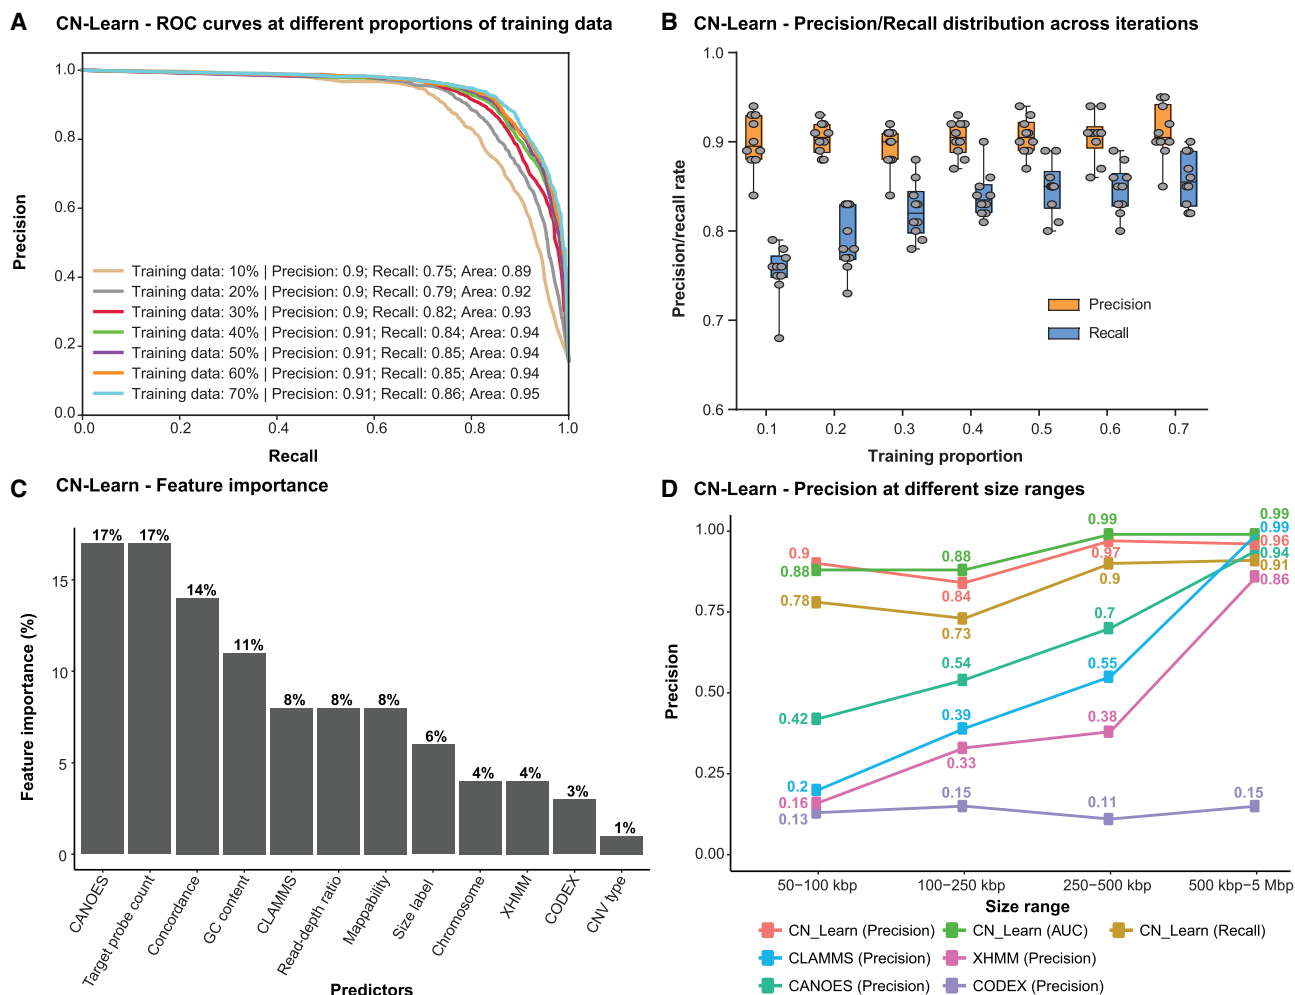 A CN-Learn - ROC curves at different proportions of training data
1.0
0.8
0.6
0.4
0.2
0.0
Precision
Training data: 10% | Precision: 0.9; Recall: 0.75; Area: 0.89
Training data: 20% | Precision: 0.9; Recall: 0.79; Area: 0.92
Training data: 30% | Precision: 0.9; Recall: 0.82; Area: 0.93
Training data: 40% | Precision: 0.91; Recall: 0.84; Area: 0.94
Training data: 50% | Precision: 0.91; Recall: 0.85; Area: 0.94
Training data: 60% | Precision: 0.91; Recall: 0.85; Area: 0.94
Training data: 70% | Precision: 0.91; Recall: 0.86; Area: 0.95
0.0 0.2 0.4 0.6 0.8 1.0
Recall
B CN-Learn - Precision/Recall distribution across iterations
1.0
0.9
0.8
0.7
0.6
Precision/recall rate
Precision
Recall
0.1 0.2 0.3 0.4 0.5 0.6 0.7
Training proportion
C CN-Learn - Feature importance
Feature importance (%)
15
10
5
0
17% 17% 14% 11% 8% 8% 8% 6% 4% 4% 3% 1%
CANOES
Target probe count
Concordance
GC content
CLAMMS
Read-depth ratio
Mappability
Size label
Chromosome
XHMM
CODEX
CNV type
Predictors
D CN-Learn - Precision at different size ranges
Precision
1.00
0.75
0.50
0.25
0.00
0.9
0.88
0.78
0.42
0.2
0.16
0.13
0.88
0.84
0.73
0.54
0.39
0.33
0.15
0.99
0.97
0.9
0.7
0.55
0.38
0.11
0.99
0.99
0.96
0.94
0.91
0.86
0.15
50−100 kbp 100−250 kbp 250−500 kbp 500 kbp−5 Mbp
Size range
CN_Learn (Precision) CN_Learn (AUC) CN_Learn (Recall)
CLAMMS (Precision) XHMM (Precision)
CANOES (Precision) CODEX (Precision)